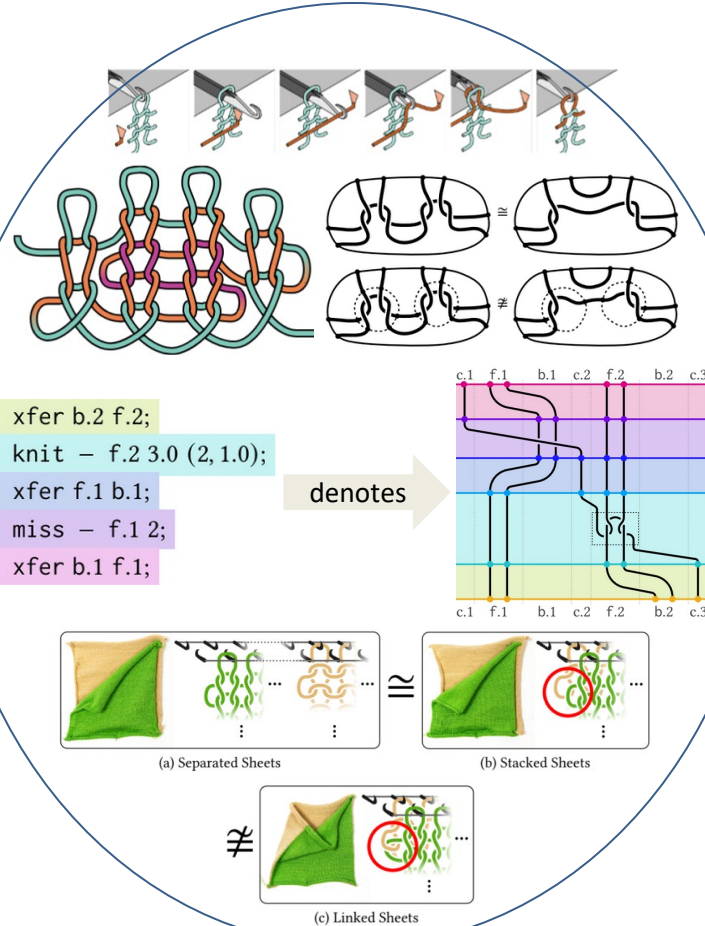 ≅
≇
c.1 f.1 b.1 c.2 f.2 b.2 c.3
xfer b.2 f.2;
knit − f.2 3.0 (2, 1.0);
xfer f.1 b.1;
miss − f.1 2;
xfer b.1 f.1;
denotes
c.1 f.1 b.1 c.2 f.2 b.2 c.3
... ...
⋮ ⋮
≅
...
⋮
(a) Separated Sheets
(b) Stacked Sheets
≇
...
⋮
(c) Linked Sheets